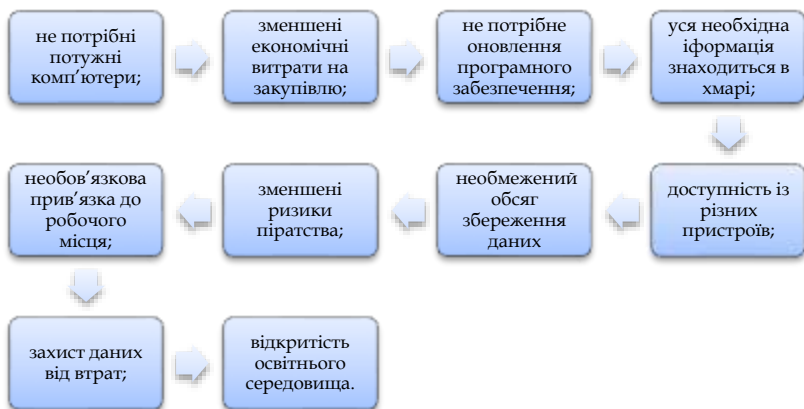 не потрібні
потужні
комп’ютери;
зменшені
економічні
витрати на
закупівлю;
не потрібне
оновлення
програмного
забезпечення;
уся необхідна
іформація
знаходиться в
хмарі;
доступність із
різних
пристроїв;
необмежений
обсяг
збереження
даних
зменшені
ризики
піратства;
необов’язкова
прив’язка до
робочого
місця;
захист даних
від втрат;
відкритість
освітнього
середовища.